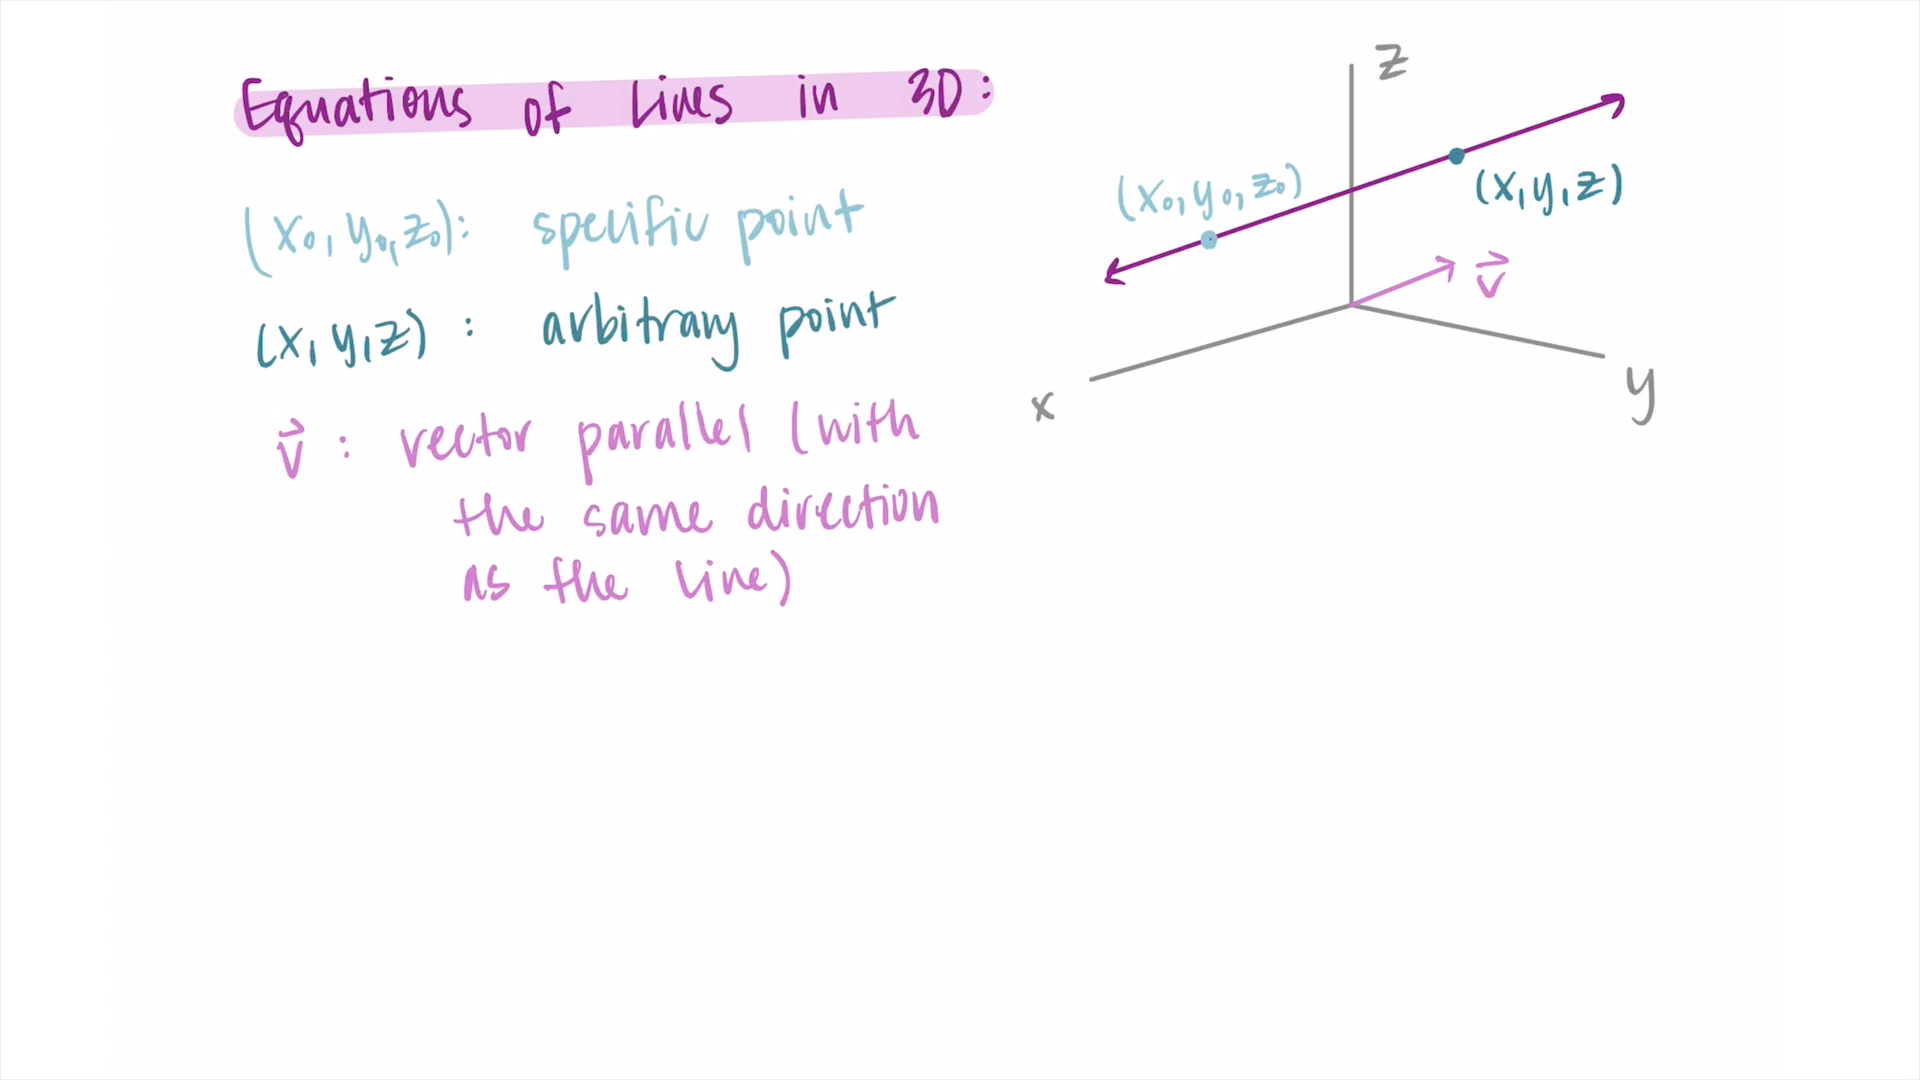 Equations of Lines in 3D:
(x₀, y₀, z₀): specific point
(x, y, z) : arbitrary point
v⃗ : vector parallel (with
the same direction
as the line)
z
(x₀, y₀, z₀)
(x, y, z)
v⃗
x
y